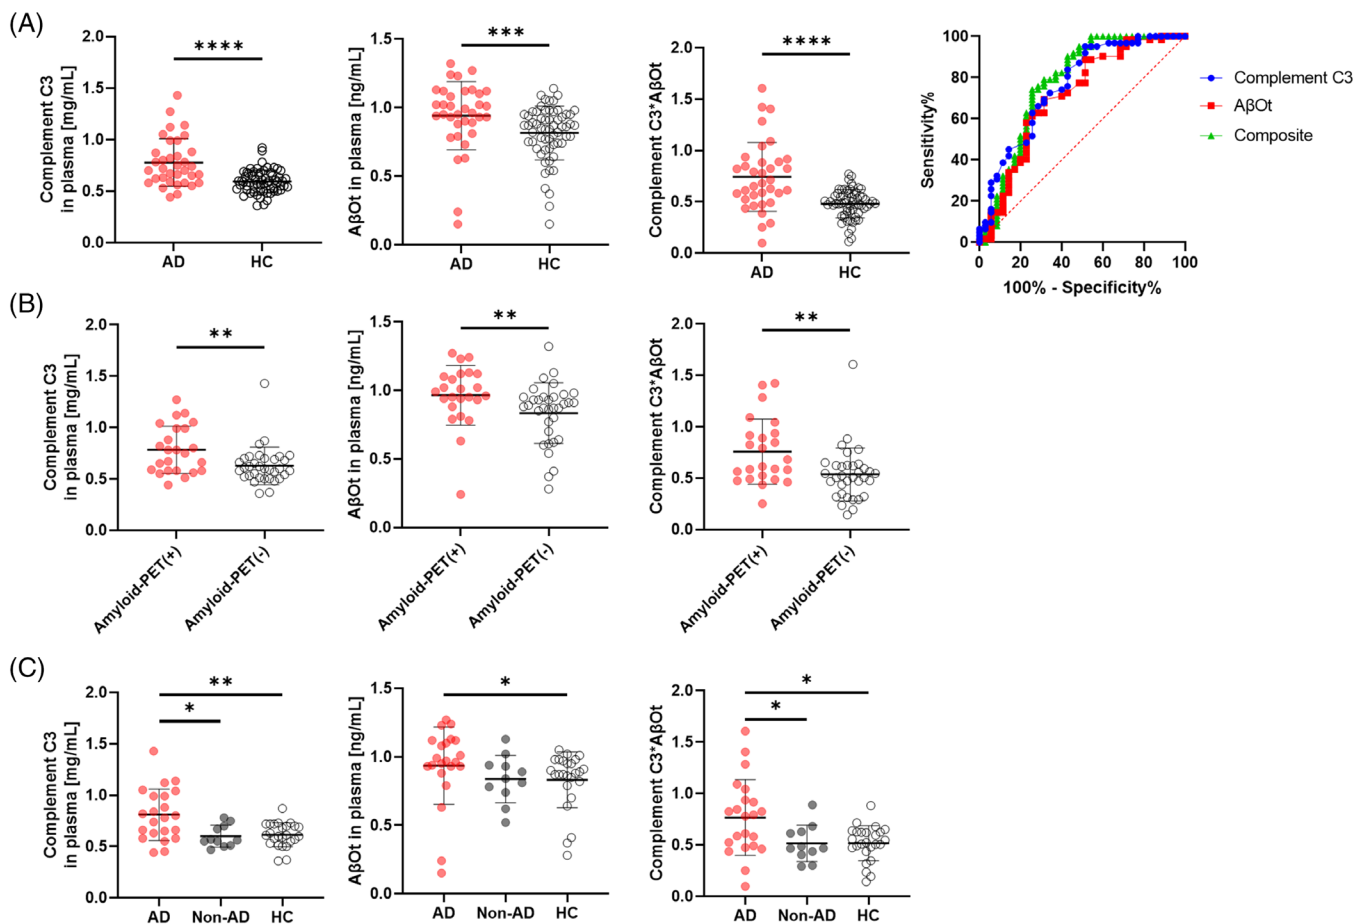 (A)
Complement C3
in plasma [mg/mL]
2.0
1.5
1.0
0.5
0.0
****
AD
HC
AβOt in plasma [ng/mL]
1.5
1.0
0.5
0.0
***
AD
HC
Complement C3*AβOt
2.0
1.5
1.0
0.5
0.0
****
AD
HC
Sensitivity%
100
80
60
40
20
0
0
20
40
60
80
100
100% - Specificity%
Complement C3
AβOt
Composite
(B)
Complement C3
in plasma [mg/mL]
2.0
1.5
1.0
0.5
0.0
**
Amyloid-PET(+)
Amyloid-PET(-)
AβOt in plasma [ng/mL]
1.5
1.0
0.5
0.0
**
Amyloid-PET(+)
Amyloid-PET(-)
Complement C3*AβOt
2.0
1.5
1.0
0.5
0.0
**
Amyloid-PET(+)
Amyloid-PET(-)
(C)
Complement C3
in plasma [mg/mL]
2.0
1.5
1.0
0.5
0.0
**
*
AD
Non-AD
HC
AβOt in plasma [ng/mL]
1.5
1.0
0.5
0.0
*
AD
Non-AD
HC
Complement C3*AβOt
2.0
1.5
1.0
0.5
0.0
*
*
AD
Non-AD
HC